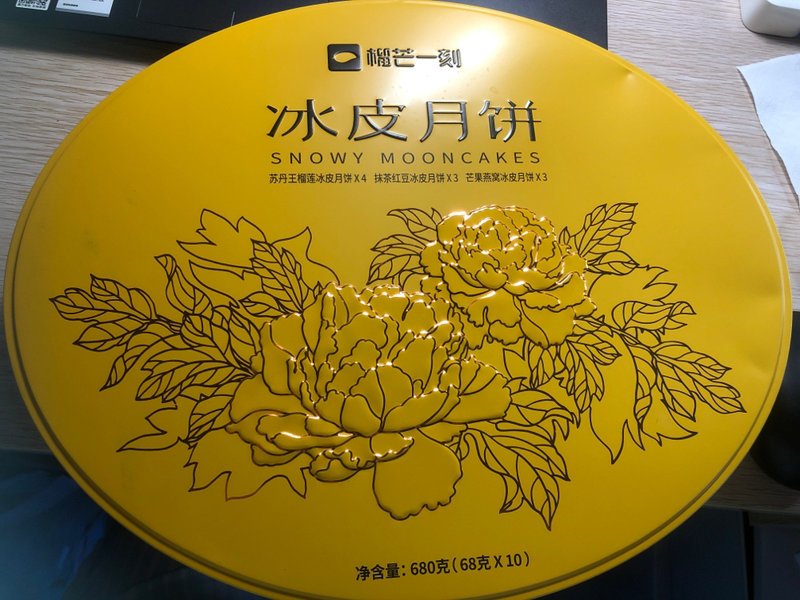 榴芒一刻
冰皮月饼
SNOWY MOONCAKES
苏丹王榴莲冰皮月饼X4 抹茶红豆冰皮月饼X3 芒果燕窝冰皮月饼X3
净含量：680克（68克X10）